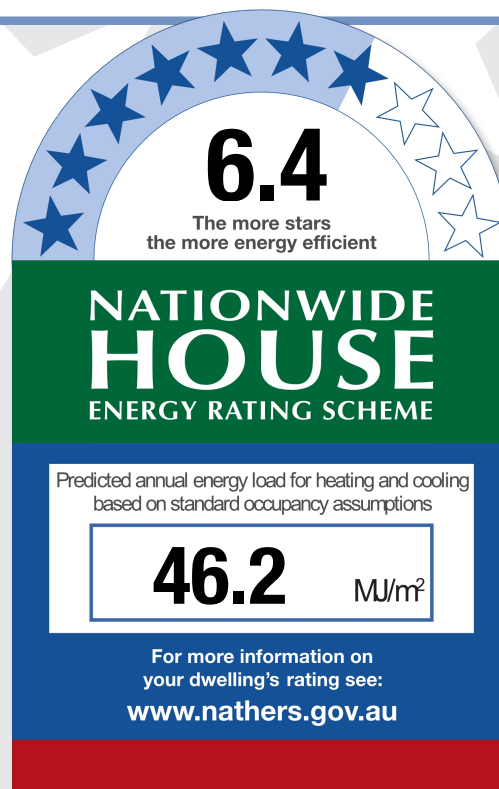 6.4
The more stars
the more energy efficient
NATIONWIDE
HOUSE
ENERGY RATING SCHEME
Predicted annual energy load for heating and cooling
based on standard occupancy assumptions
46.2 MJ/m²
For more information on
your dwelling's rating see:
www.nathers.gov.au